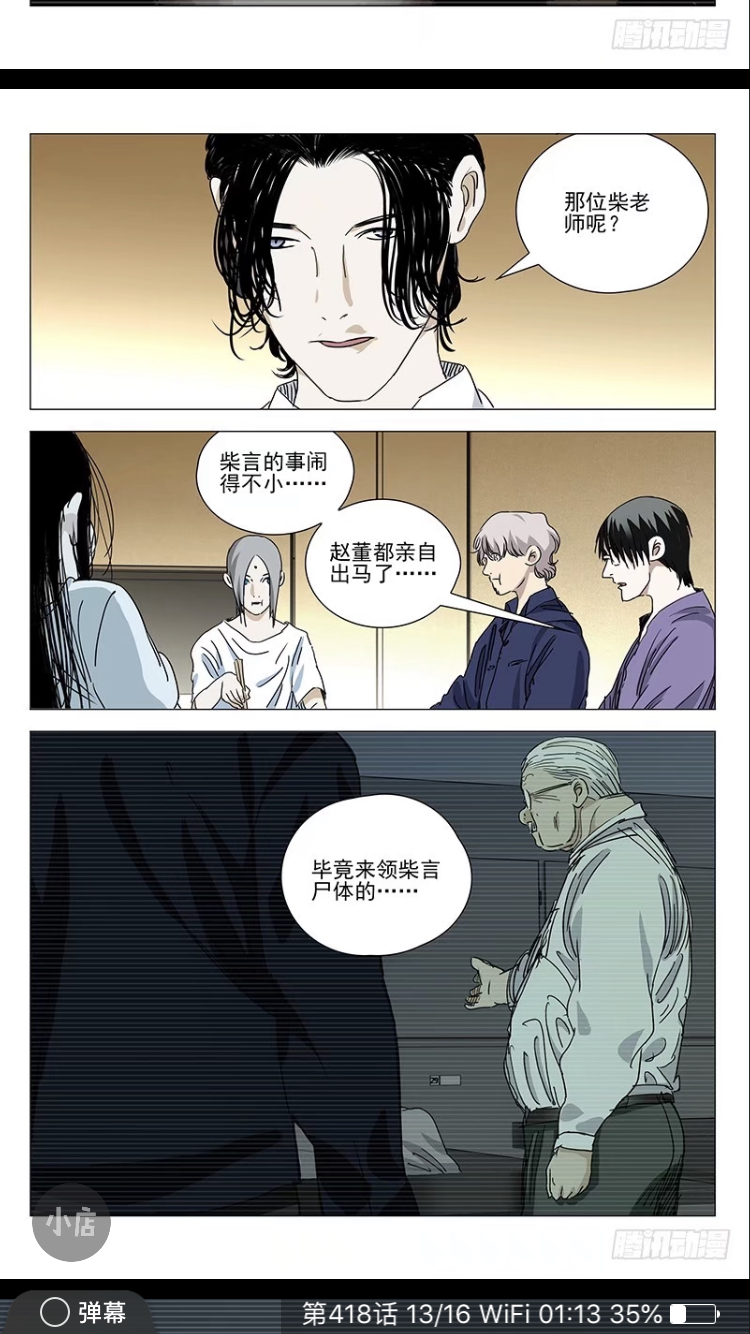 腾讯动漫
那位柴老
师呢？
柴言的事闹
得不小……
赵董都亲自
出马了……
毕竟来领柴言
尸体的……
小店
腾讯动漫
弹幕
第418话 13/16 WiFi 01:13 35%